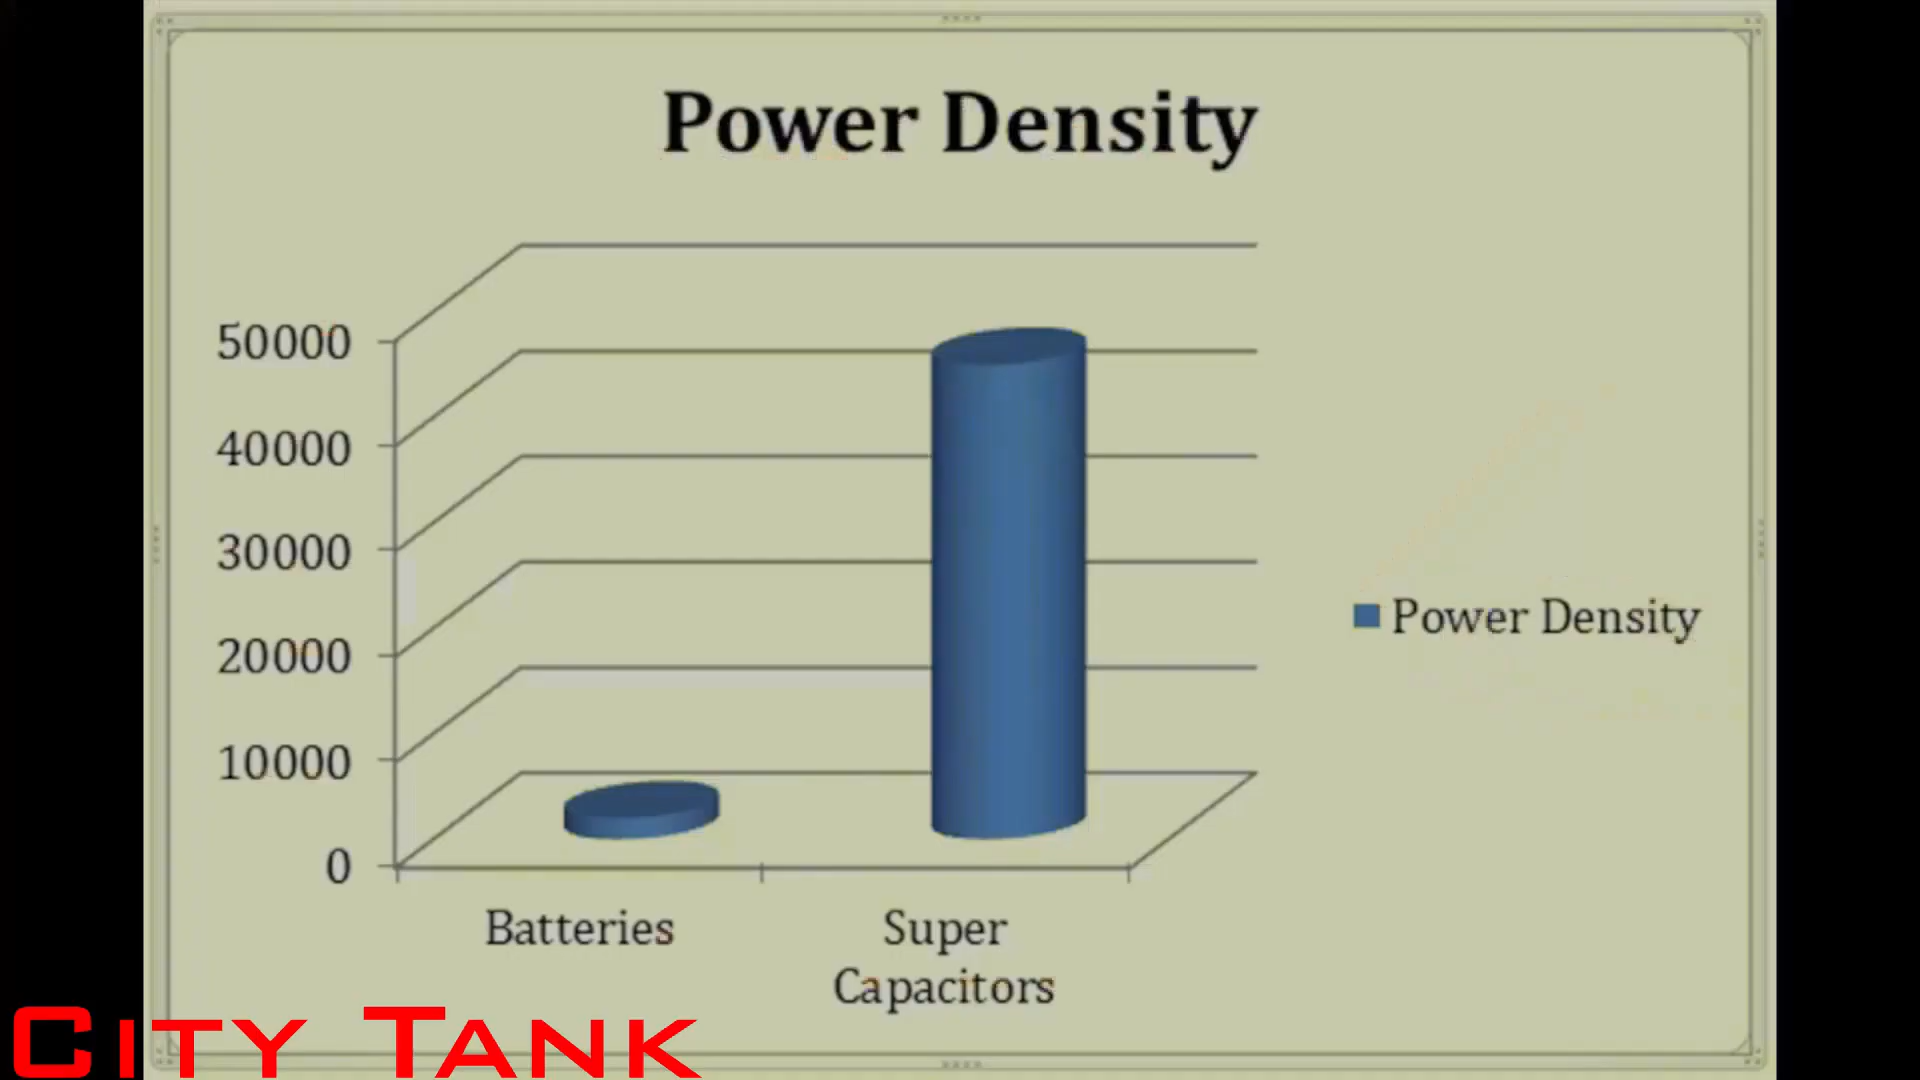 Power Density
50000
40000
30000
20000
10000
0
Batteries
Super
Capacitors
Power Density
City Tank